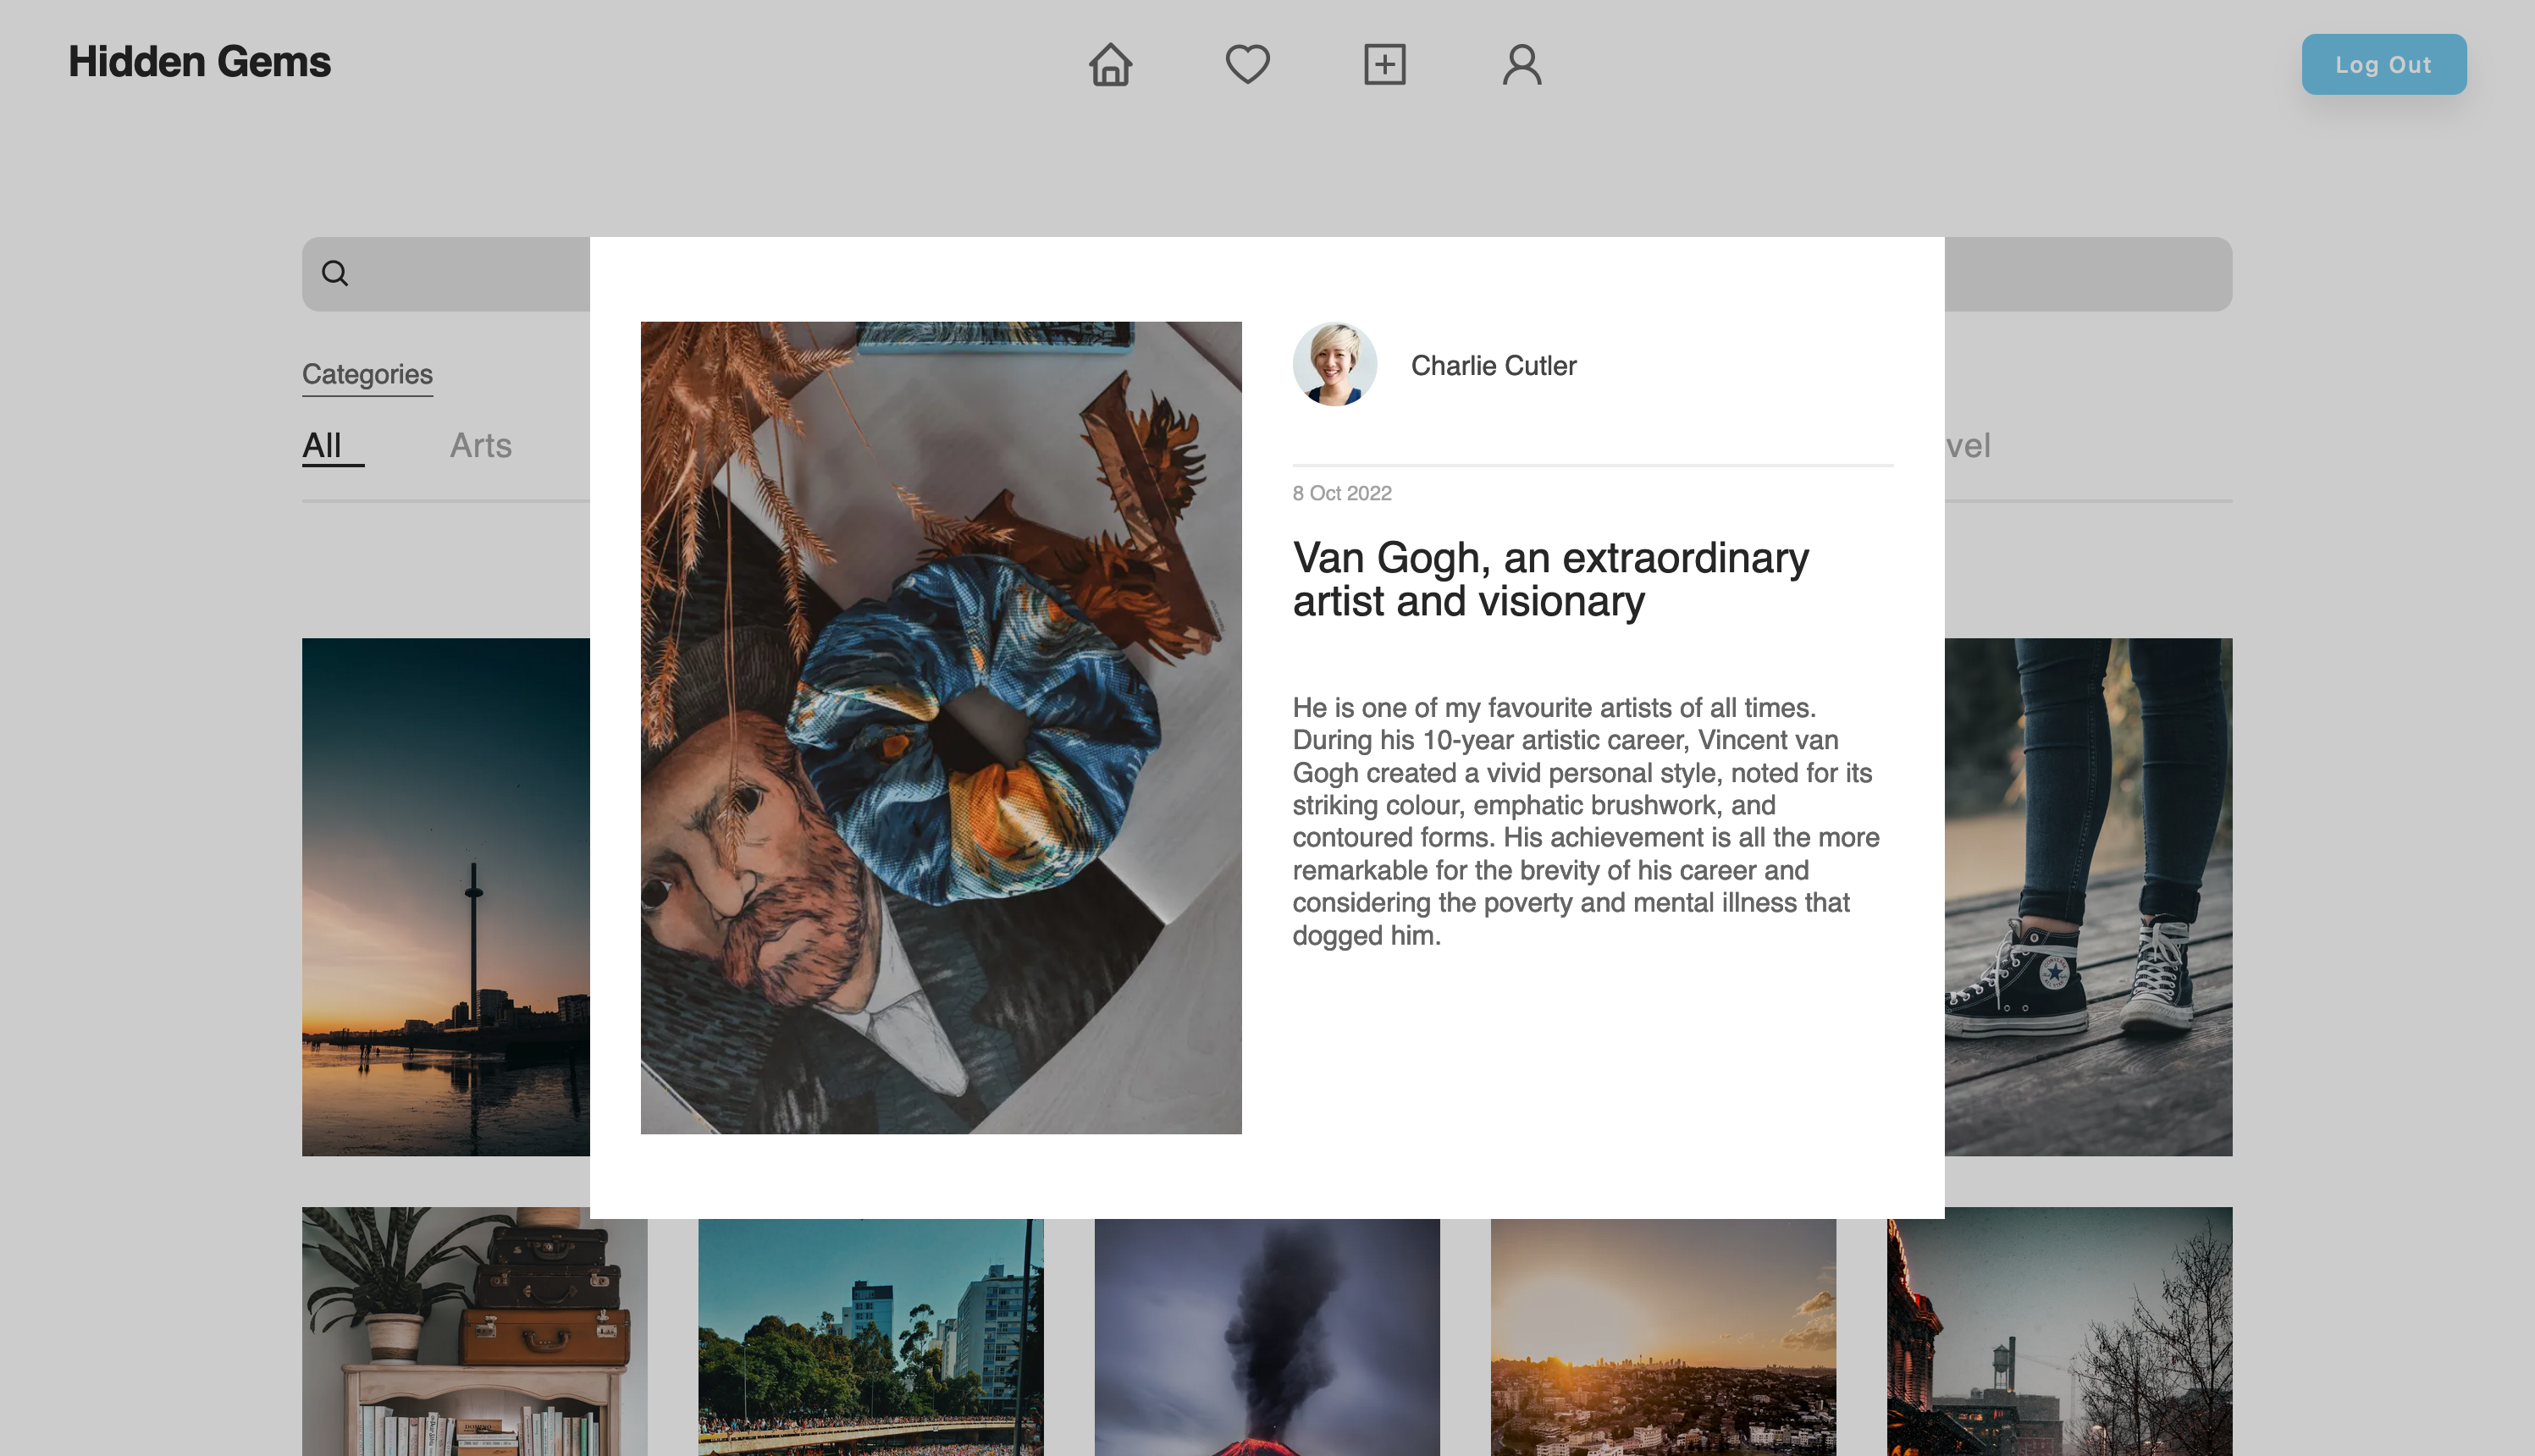 Hidden Gems
Log Out
Categories
All
Arts
vel
Charlie Cutler
8 Oct 2022
Van Gogh, an extraordinary
artist and visionary
He is one of my favourite artists of all times.
During his 10-year artistic career, Vincent van
Gogh created a vivid personal style, noted for its
striking colour, emphatic brushwork, and
contoured forms. His achievement is all the more
remarkable for the brevity of his career and
considering the poverty and mental illness that
dogged him.